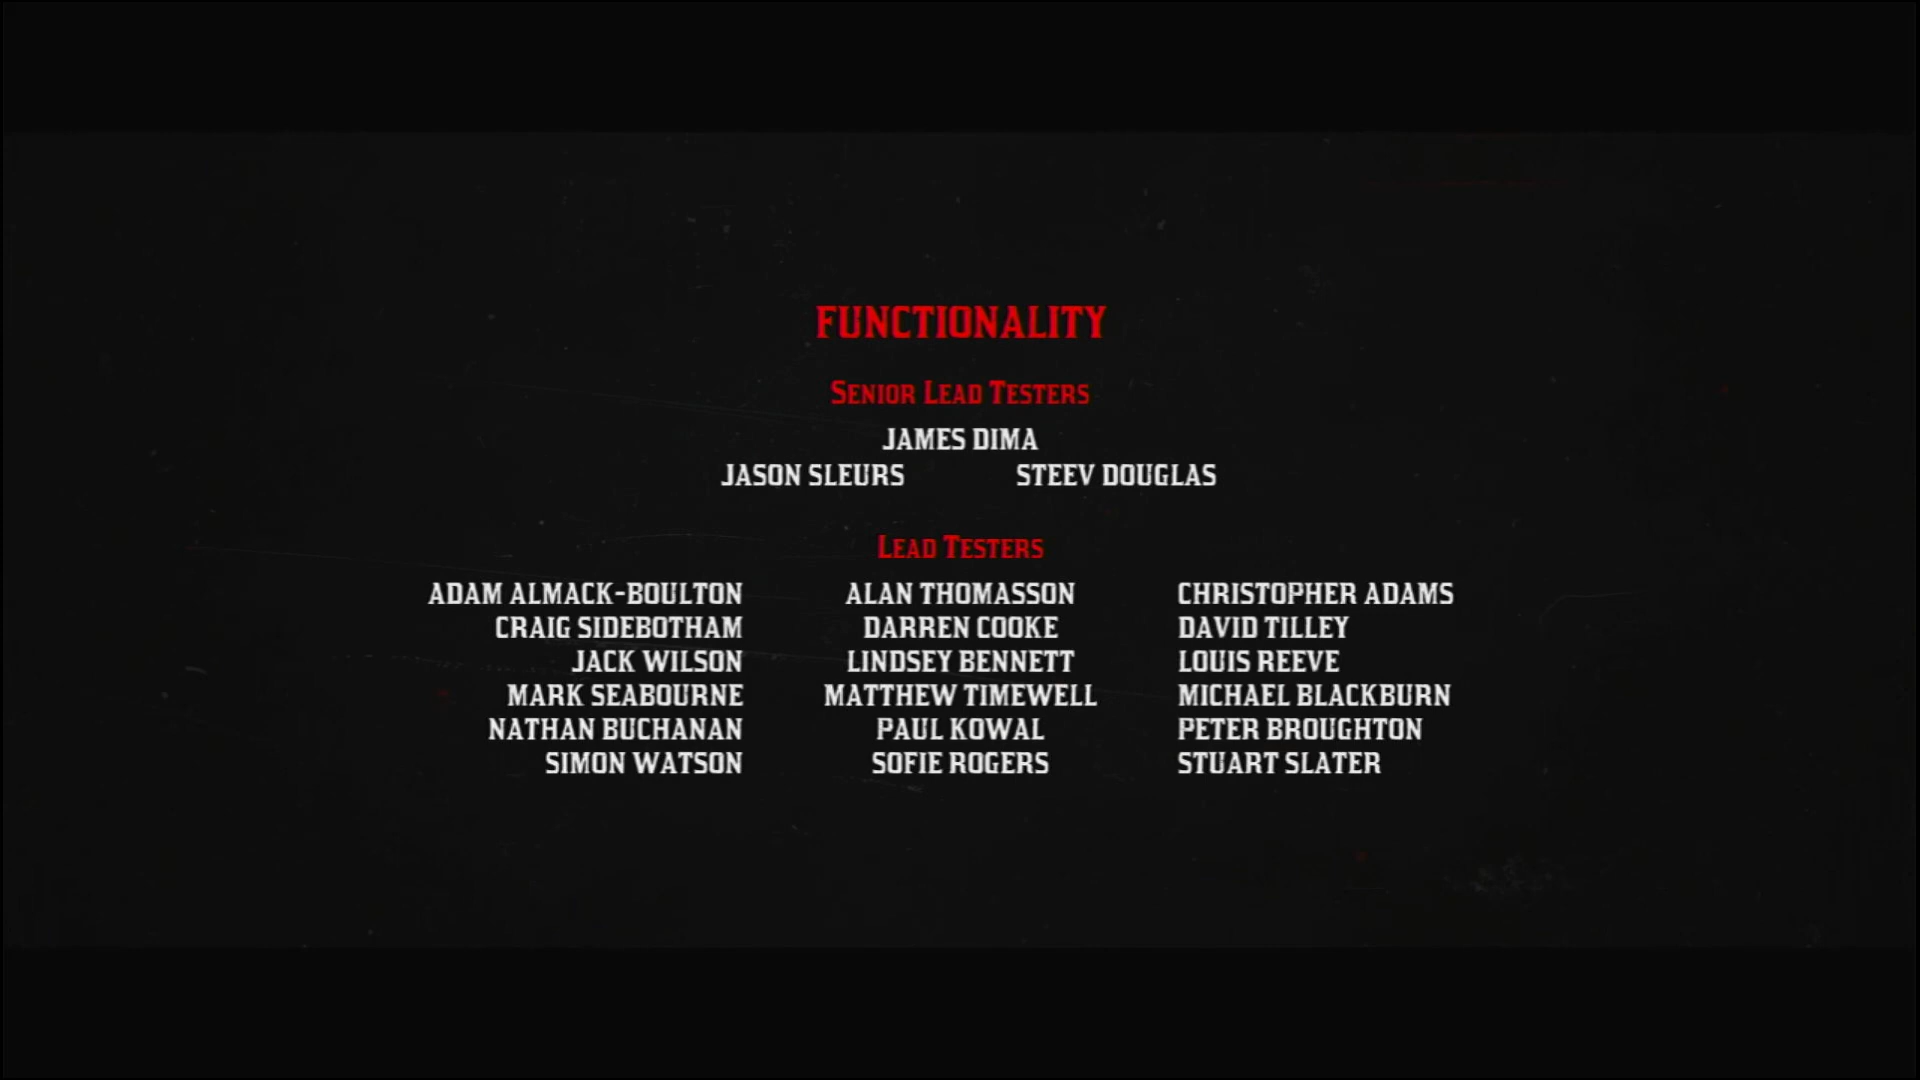 FUNCTIONALITY
SENIOR LEAD TESTERS
JAMES DIMA
JASON SLEURS STEEV DOUGLAS
LEAD TESTERS
ADAM ALMACK-BOULTON ALAN THOMASSON CHRISTOPHER ADAMS
CRAIG SIDEBOTHAM DARREN COOKE DAVID TILLEY
JACK WILSON LINDSEY BENNETT LOUIS REEVE
MARK SEABOURNE MATTHEW TIMEWELL MICHAEL BLACKBURN
NATHAN BUCHANAN PAUL KOWAL PETER BROUGHTON
SIMON WATSON SOFIE ROGERS STUART SLATER